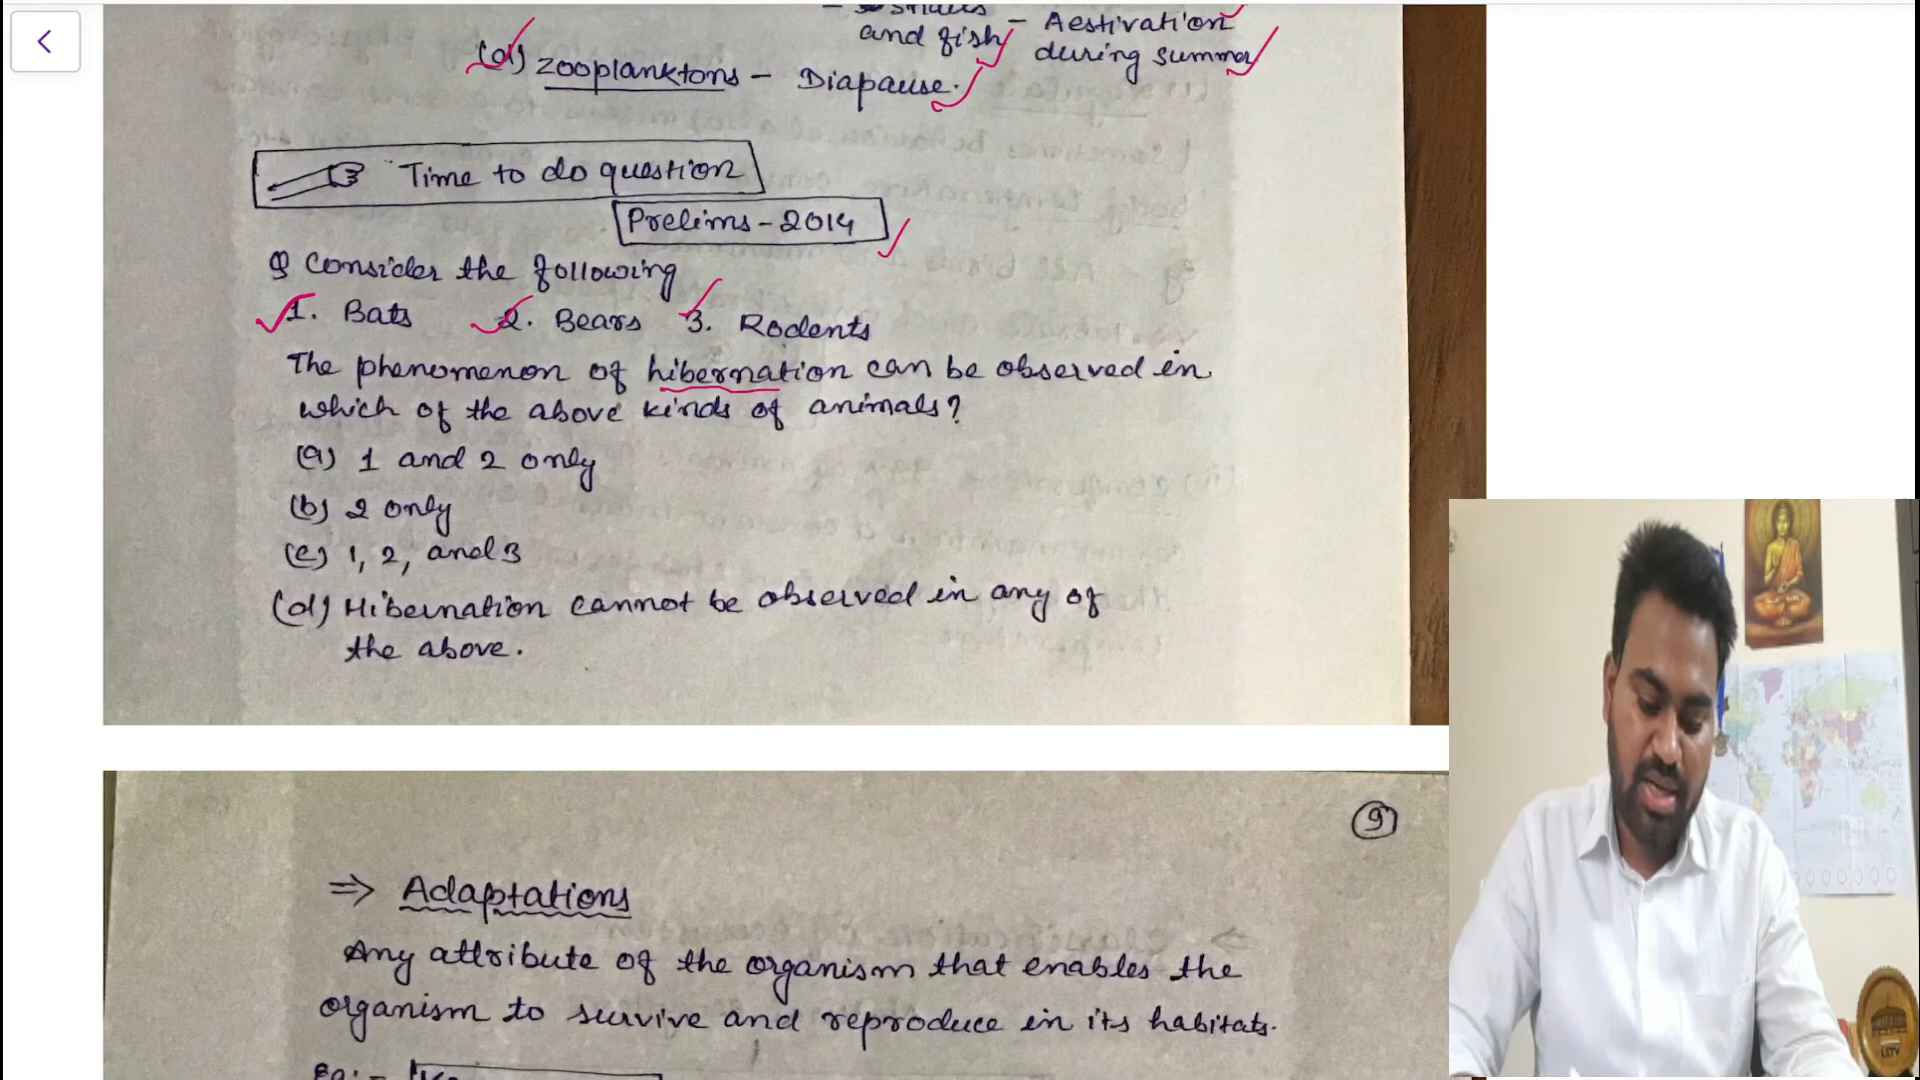 and fish - Aestivation
during summer
(d) zooplanktons - Diapause.
Time to do question
Prelims-2014
Q Consider the following
1. Bats 2. Bears 3. Rodents
The phenomenon of hibernation can be observed in
which of the above kinds of animals?
(a) 1 and 2 only
(b) 2 only
(c) 1, 2, and 3
(d) Hibernation cannot be observed in any of
the above.
9
⇒ Adaptations
Any attribute of the organism that enables the
organism to survive and reproduce in its habitats.
Eg:-